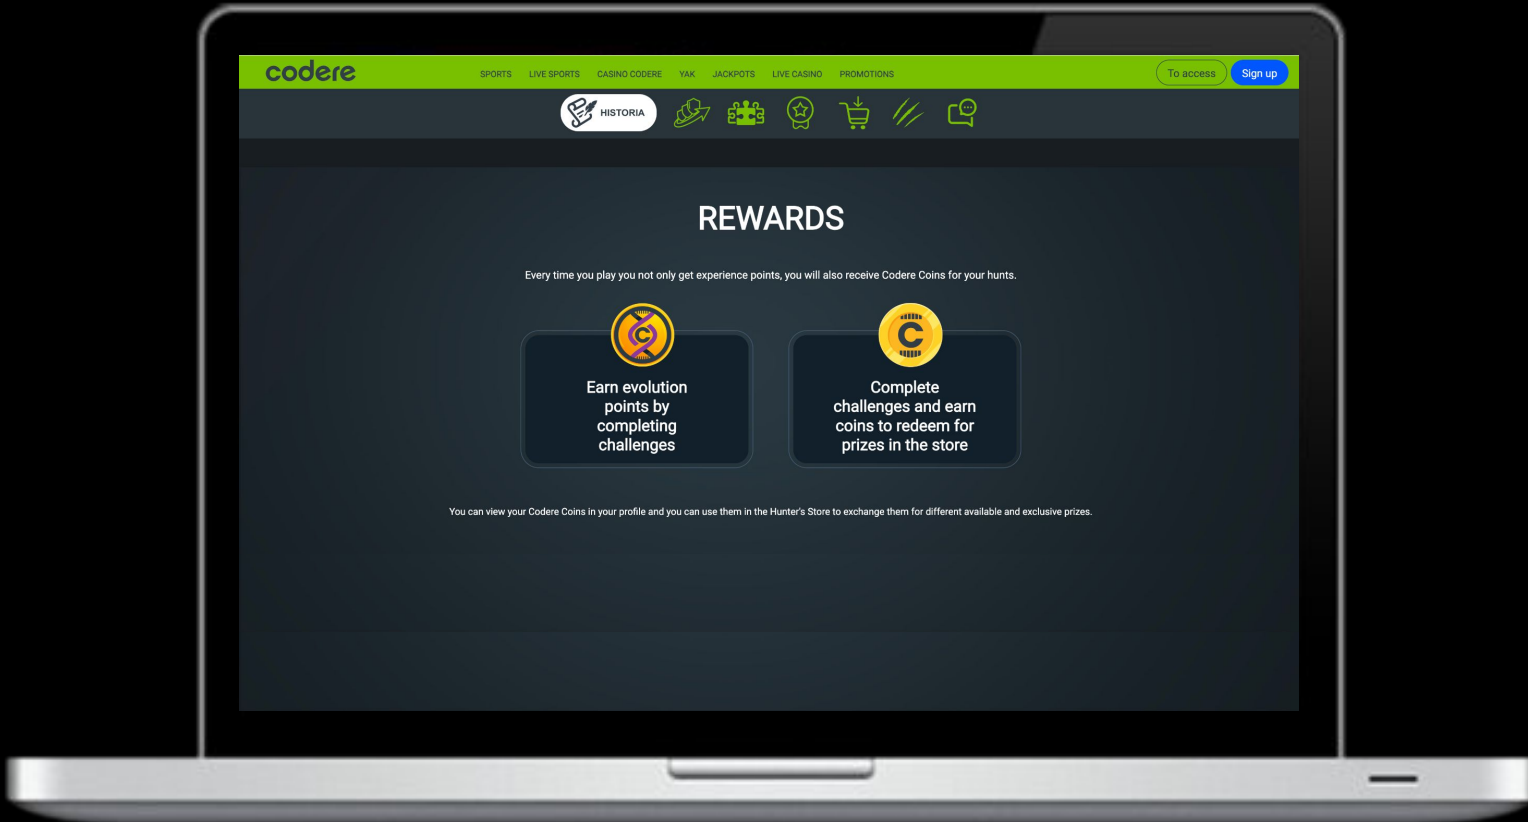 codere
SPORTS LIVE SPORTS CASINO CODERE YAK JACKPOTS LIVE CASINO PROMOTIONS
To access Sign up
HISTORIA
REWARDS
Every time you play you not only get experience points, you will also receive Codere Coins for your hunts.
C
Earn evolution
points by
completing
challenges
C
Complete
challenges and earn
coins to redeem for
prizes in the store
You can view your Codere Coins in your profile and you can use them in the Hunter's Store to exchange them for different available and exclusive prizes.